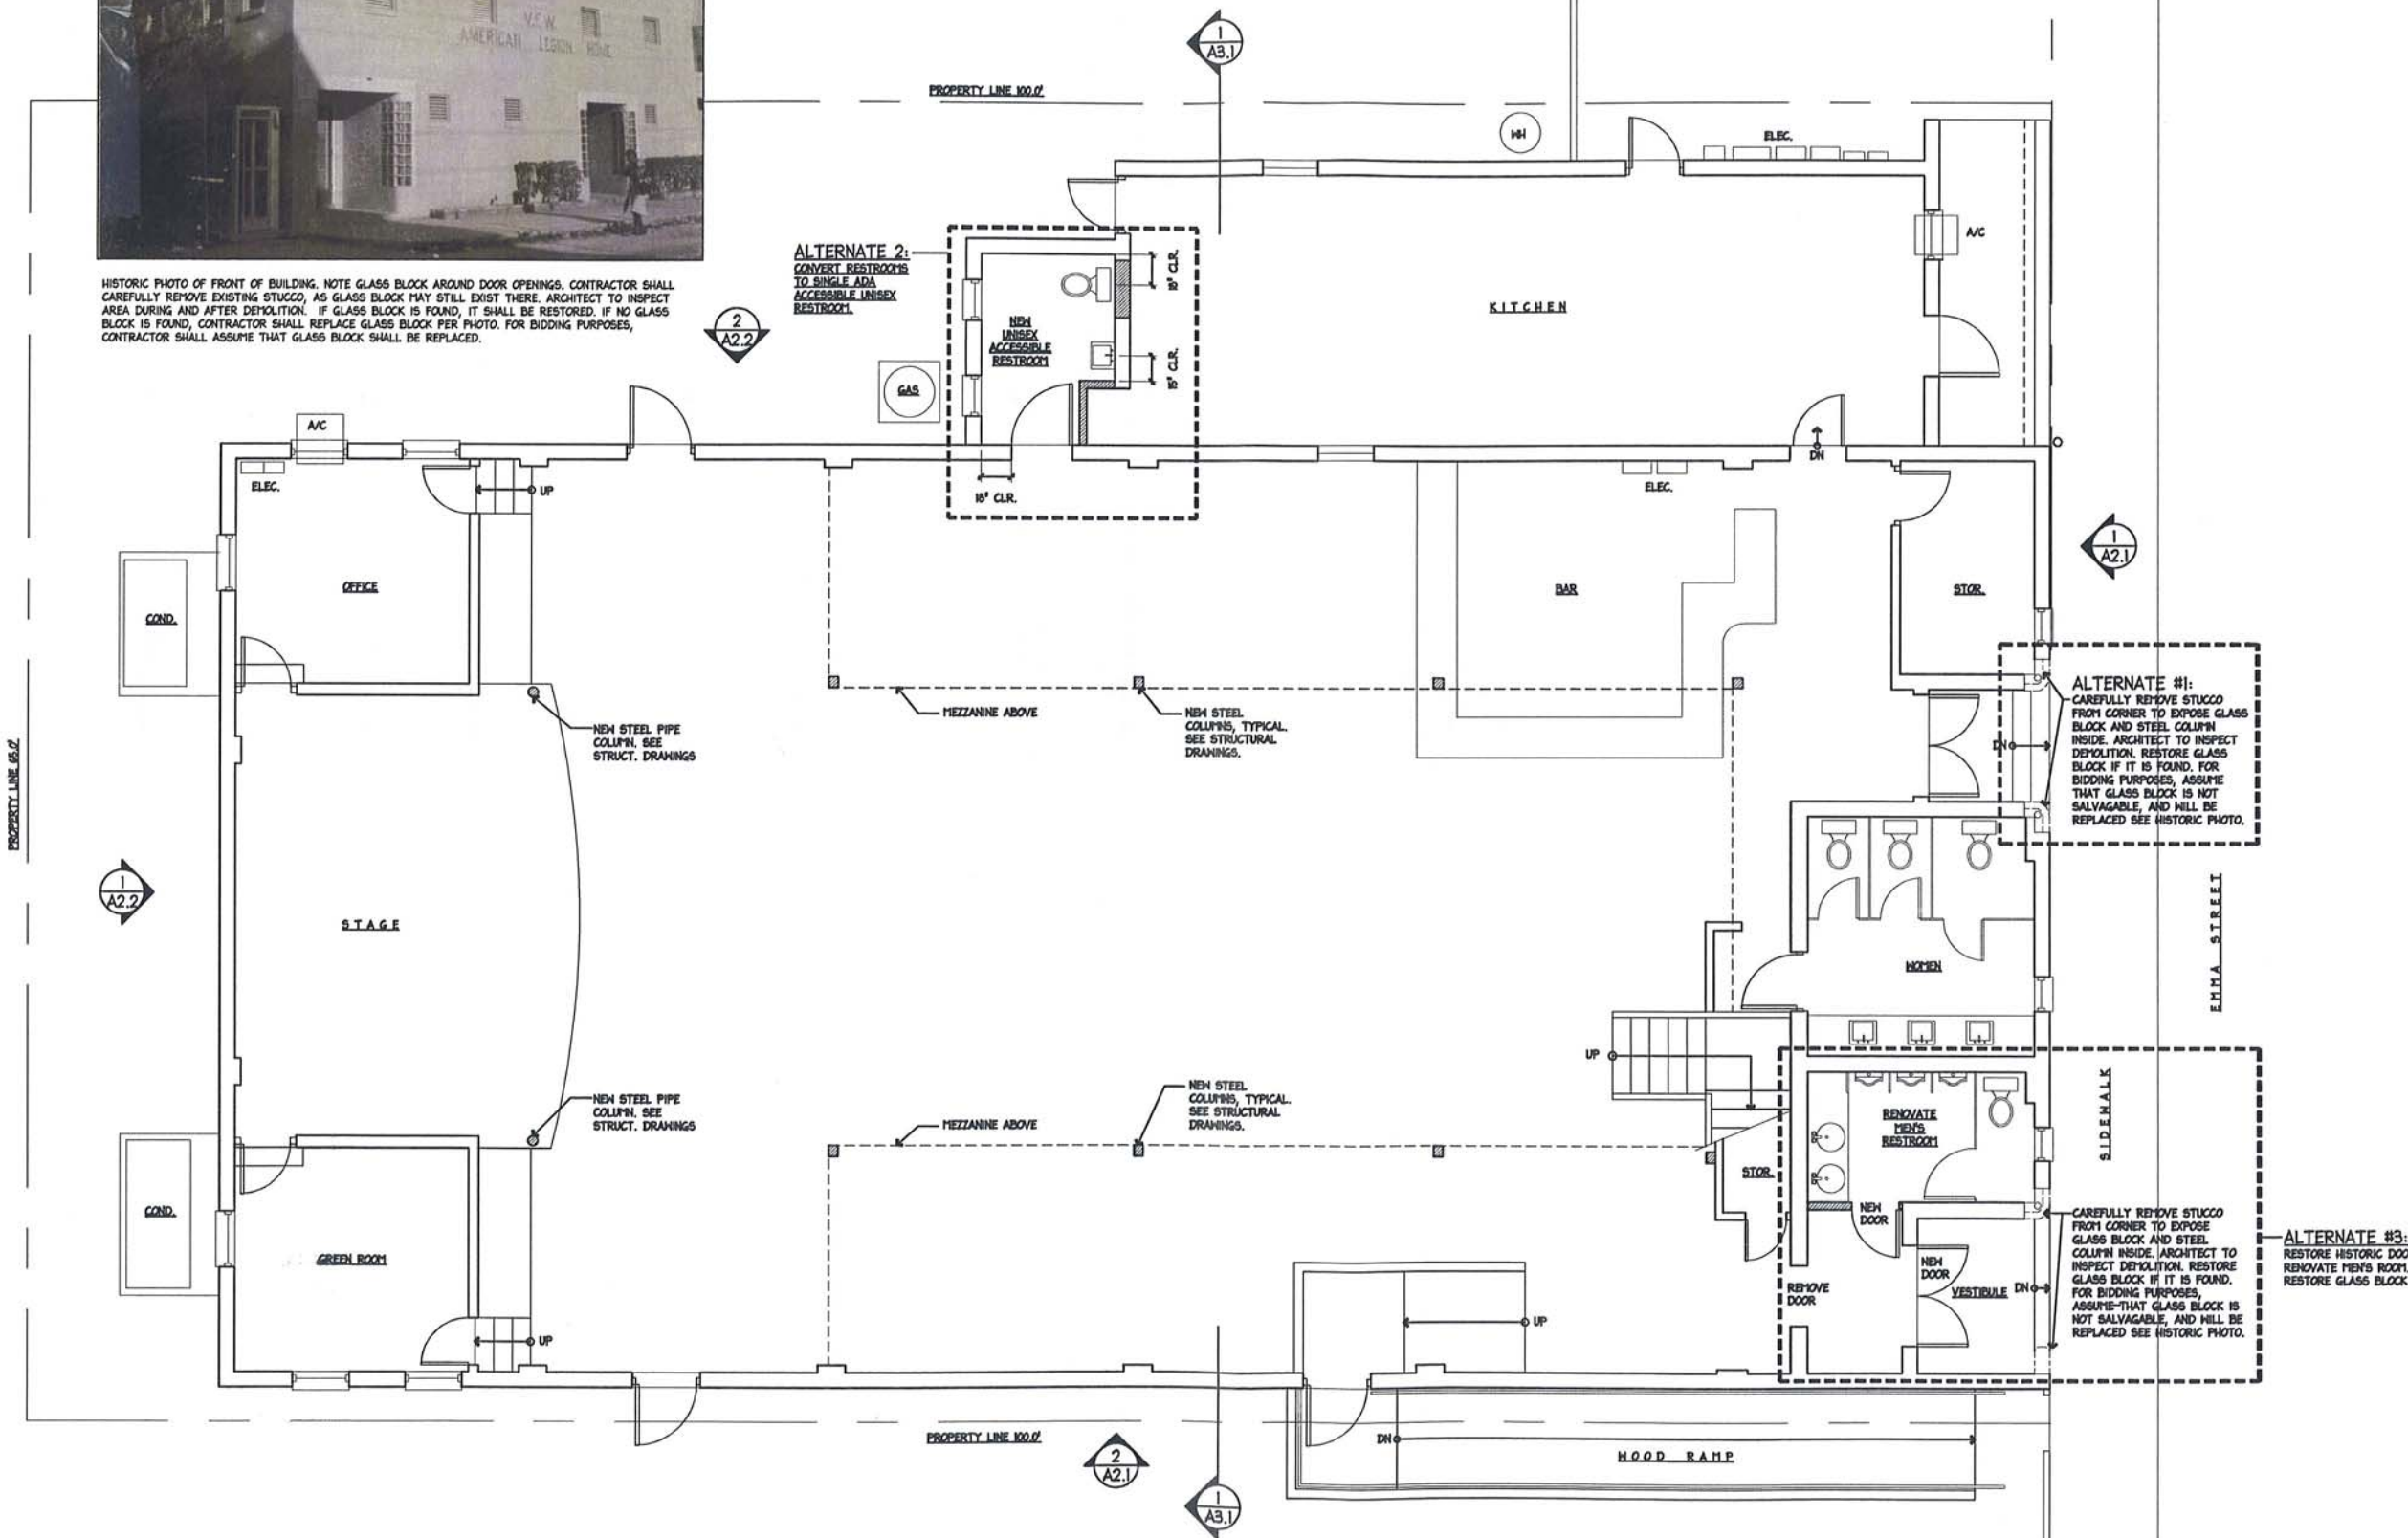 V.F.W.
AMERICAN LEGION HOME
HISTORIC PHOTO OF FRONT OF BUILDING. NOTE GLASS BLOCK AROUND DOOR OPENINGS. CONTRACTOR SHALL
CAREFULLY REMOVE EXISTING STUCCO, AS GLASS BLOCK MAY STILL EXIST THERE. ARCHITECT TO INSPECT
AREA DURING AND AFTER DEMOLITION. IF GLASS BLOCK IS FOUND, IT SHALL BE RESTORED. IF NO GLASS
BLOCK IS FOUND, CONTRACTOR SHALL REPLACE GLASS BLOCK PER PHOTO. FOR BIDDING PURPOSES,
CONTRACTOR SHALL ASSUME THAT GLASS BLOCK SHALL BE REPLACED.
1
A3.1
PROPERTY LINE 100.0'
WH
ELEC.
A/C
KITCHEN
ALTERNATE 2:
CONVERT RESTROOMS
TO SINGLE ADA
ACCESSIBLE UNISEX
RESTROOM.
NEW
UNISEX
ACCESSIBLE
RESTROOM
18" CLR.
15" CLR.
18" CLR.
2
A2.2
GAS
A/C
ELEC.
UP
OFFICE
COND.
DN
ELEC.
BAR
STOR.
1
A2.1
MEZZANINE ABOVE
NEW STEEL
COLUMNS, TYPICAL.
SEE STRUCTURAL
DRAWINGS.
NEW STEEL PIPE
COLUMN. SEE
STRUCT. DRAWINGS
ALTERNATE #1:
CAREFULLY REMOVE STUCCO
FROM CORNER TO EXPOSE GLASS
BLOCK AND STEEL COLUMN
INSIDE. ARCHITECT TO INSPECT
DEMOLITION. RESTORE GLASS
BLOCK IF IT IS FOUND. FOR
BIDDING PURPOSES, ASSUME
THAT GLASS BLOCK IS NOT
SALVAGABLE, AND WILL BE
REPLACED SEE HISTORIC PHOTO.
DN
PROPERTY LINE 65.0'
1
A2.2
STAGE
WOMEN
EMMA STREET
SIDEWALK
UP
NEW STEEL PIPE
COLUMN. SEE
STRUCT. DRAWINGS
MEZZANINE ABOVE
NEW STEEL
COLUMNS, TYPICAL.
SEE STRUCTURAL
DRAWINGS.
RENOVATE
MEN'S
RESTROOM
STOR.
NEW
DOOR
NEW
DOOR
REMOVE
DOOR
VESTIBULE
DN
CAREFULLY REMOVE STUCCO
FROM CORNER TO EXPOSE
GLASS BLOCK AND STEEL
COLUMN INSIDE. ARCHITECT TO
INSPECT DEMOLITION. RESTORE
GLASS BLOCK IF IT IS FOUND.
FOR BIDDING PURPOSES,
ASSUME THAT GLASS BLOCK IS
NOT SALVAGABLE, AND WILL BE
REPLACED SEE HISTORIC PHOTO.
ALTERNATE #3:
RESTORE HISTORIC DOO
RENOVATE MEN'S ROOM.
RESTORE GLASS BLOCK
COND.
GREEN ROOM
UP
UP
PROPERTY LINE 100.0'
2
A2.1
1
A3.1
DN
WOOD RAMP